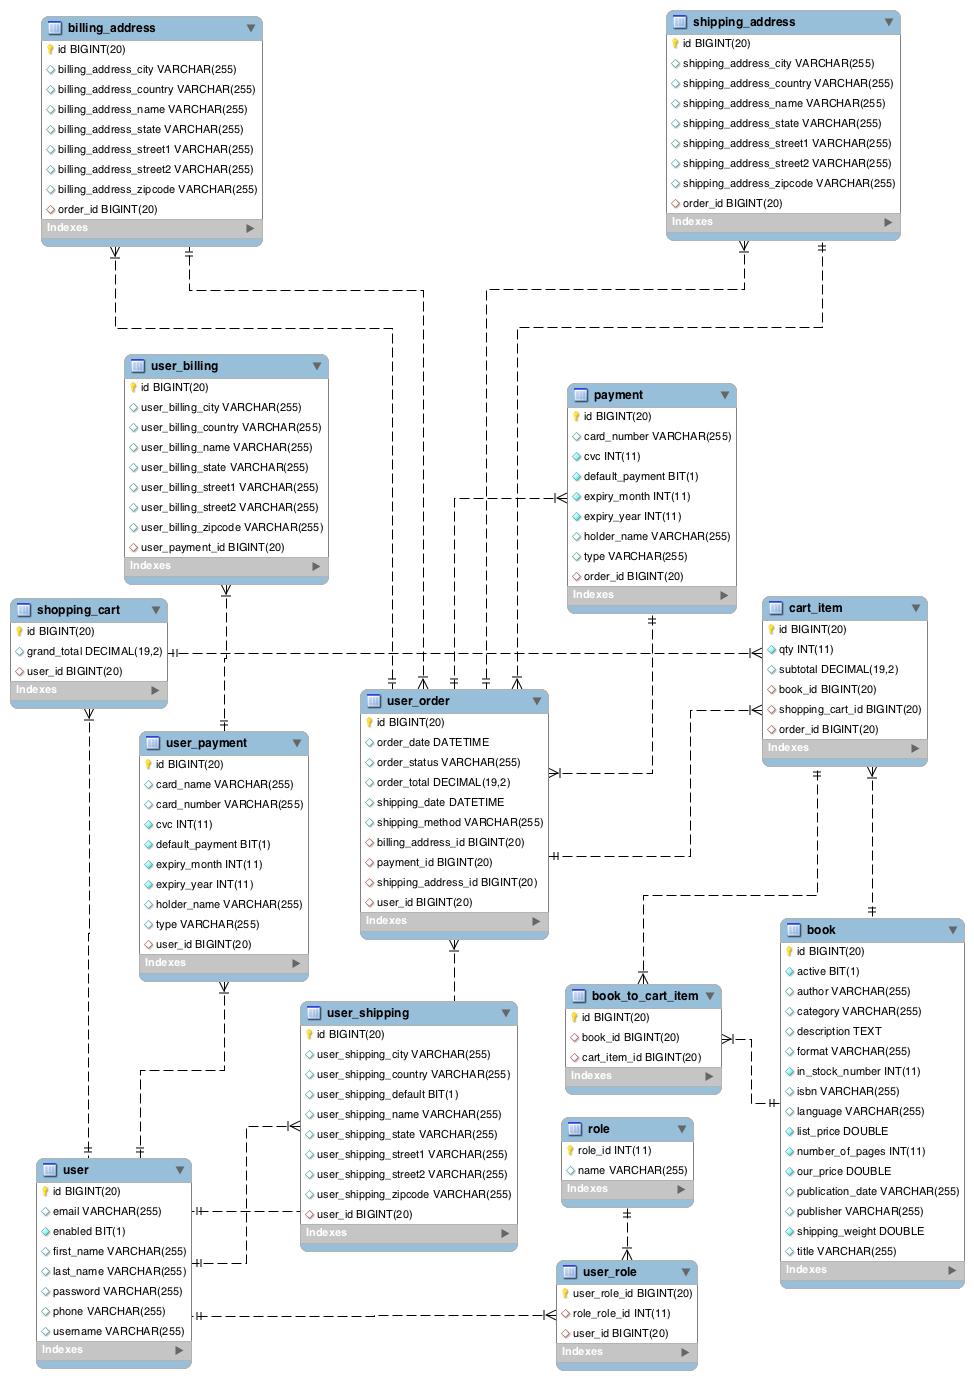 billing_address
id BIGINT(20)
billing_address_city VARCHAR(255)
billing_address_country VARCHAR(255)
billing_address_name VARCHAR(255)
billing_address_state VARCHAR(255)
billing_address_street1 VARCHAR(255)
billing_address_street2 VARCHAR(255)
billing_address_zipcode VARCHAR(255)
order_id BIGINT(20)
Indexes
shipping_address
id BIGINT(20)
shipping_address_city VARCHAR(255)
shipping_address_country VARCHAR(255)
shipping_address_name VARCHAR(255)
shipping_address_state VARCHAR(255)
shipping_address_street1 VARCHAR(255)
shipping_address_street2 VARCHAR(255)
shipping_address_zipcode VARCHAR(255)
order_id BIGINT(20)
Indexes
user_billing
id BIGINT(20)
user_billing_city VARCHAR(255)
user_billing_country VARCHAR(255)
user_billing_name VARCHAR(255)
user_billing_state VARCHAR(255)
user_billing_street1 VARCHAR(255)
user_billing_street2 VARCHAR(255)
user_billing_zipcode VARCHAR(255)
user_payment_id BIGINT(20)
Indexes
payment
id BIGINT(20)
card_number VARCHAR(255)
cvc INT(11)
default_payment BIT(1)
expiry_month INT(11)
expiry_year INT(11)
holder_name VARCHAR(255)
type VARCHAR(255)
order_id BIGINT(20)
Indexes
shopping_cart
id BIGINT(20)
grand_total DECIMAL(19,2)
user_id BIGINT(20)
Indexes
cart_item
id BIGINT(20)
qty INT(11)
subtotal DECIMAL(19,2)
book_id BIGINT(20)
shopping_cart_id BIGINT(20)
order_id BIGINT(20)
Indexes
user_order
id BIGINT(20)
order_date DATETIME
order_status VARCHAR(255)
order_total DECIMAL(19,2)
shipping_date DATETIME
shipping_method VARCHAR(255)
billing_address_id BIGINT(20)
payment_id BIGINT(20)
shipping_address_id BIGINT(20)
user_id BIGINT(20)
Indexes
user_payment
id BIGINT(20)
card_name VARCHAR(255)
card_number VARCHAR(255)
cvc INT(11)
default_payment BIT(1)
expiry_month INT(11)
expiry_year INT(11)
holder_name VARCHAR(255)
type VARCHAR(255)
user_id BIGINT(20)
Indexes
book
id BIGINT(20)
active BIT(1)
author VARCHAR(255)
category VARCHAR(255)
description TEXT
format VARCHAR(255)
in_stock_number INT(11)
isbn VARCHAR(255)
language VARCHAR(255)
list_price DOUBLE
number_of_pages INT(11)
our_price DOUBLE
publication_date VARCHAR(255)
publisher VARCHAR(255)
shipping_weight DOUBLE
title VARCHAR(255)
Indexes
book_to_cart_item
id BIGINT(20)
book_id BIGINT(20)
cart_item_id BIGINT(20)
Indexes
user_shipping
id BIGINT(20)
user_shipping_city VARCHAR(255)
user_shipping_country VARCHAR(255)
user_shipping_default BIT(1)
user_shipping_name VARCHAR(255)
user_shipping_state VARCHAR(255)
user_shipping_street1 VARCHAR(255)
user_shipping_street2 VARCHAR(255)
user_shipping_zipcode VARCHAR(255)
user_id BIGINT(20)
Indexes
role
role_id INT(11)
name VARCHAR(255)
Indexes
user
id BIGINT(20)
email VARCHAR(255)
enabled BIT(1)
first_name VARCHAR(255)
last_name VARCHAR(255)
password VARCHAR(255)
phone VARCHAR(255)
username VARCHAR(255)
Indexes
user_role
user_role_id BIGINT(20)
role_role_id INT(11)
user_id BIGINT(20)
Indexes